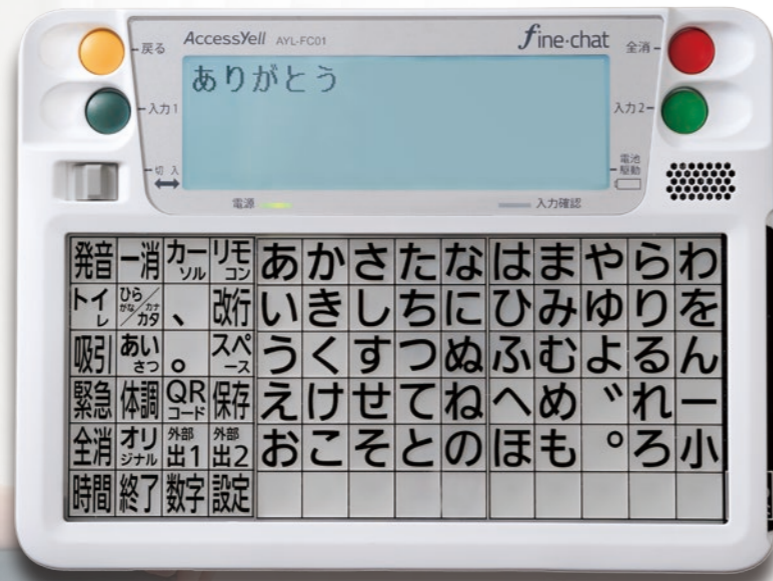 戻る
AccessYell AYL-FC01
fine·chat
全消
入力1
ありがとう
入力2
切 入
電池駆動
電源
入力確認
発音 一消 カーソル リモコン あ か さ た な は ま や ら わ
トイレ ひらがな/カタカナ 、 改行 い き し ち に ひ み ゆ り を
吸引 あいさつ 。 スペース う く す つ ぬ ふ む よ る ん
緊急 体調 QRコード 保存 え け せ て ね へ め ゛ れ ー
全消 オリジナル 外部出1 外部出2 お こ そ と の ほ も ゜ ろ 小
時間 終了 数字 設定